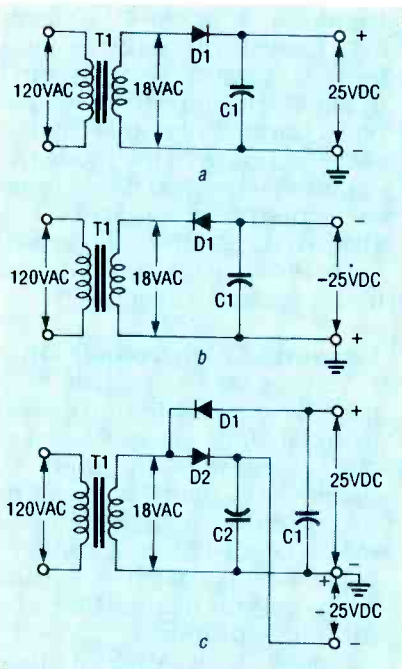 T1
D1
+
120VAC
18VAC
C1
25VDC
−
a
T1
D1
−
120VAC
18VAC
C1
−25VDC
+
b
D1
+
T1
D2
120VAC
18VAC
C2
C1
25VDC
−
+
− 25VDC
−
c